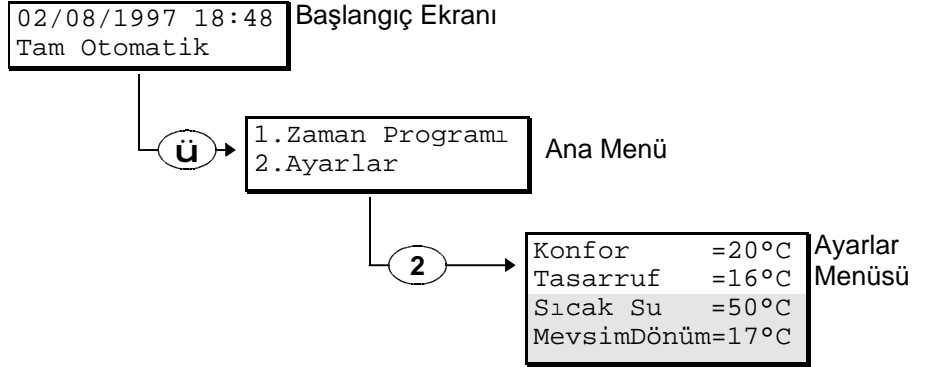 02/08/1997 18:48
Tam Otomatik
Başlangıç Ekranı
ü
1.Zaman Programı
2.Ayarlar
Ana Menü
2
Konfor =20°C
Tasarruf =16°C
Sıcak Su =50°C
MevsimDönüm=17°C
Ayarlar
Menüsü